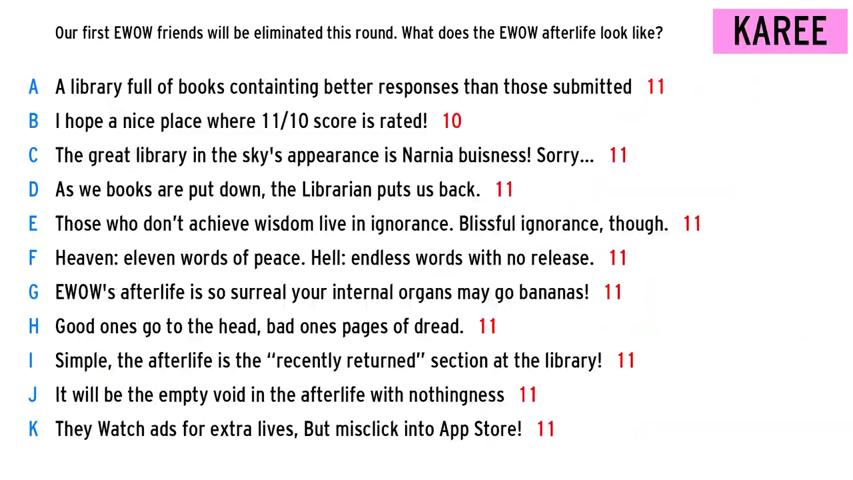 Our first EWOW friends will be eliminated this round. What does the EWOW afterlife look like?
KAREE
A A library full of books containting better responses than those submitted 11
B I hope a nice place where 11/10 score is rated! 10
C The great library in the sky's appearance is Narnia buisness! Sorry... 11
D As we books are put down, the Librarian puts us back. 11
E Those who don't achieve wisdom live in ignorance. Blissful ignorance, though. 11
F Heaven: eleven words of peace. Hell: endless words with no release. 11
G EWOW's afterlife is so surreal your internal organs may go bananas! 11
H Good ones go to the head, bad ones pages of dread. 11
I Simple, the afterlife is the “recently returned” section at the library! 11
J It will be the empty void in the afterlife with nothingness 11
K They Watch ads for extra lives, But misclick into App Store! 11